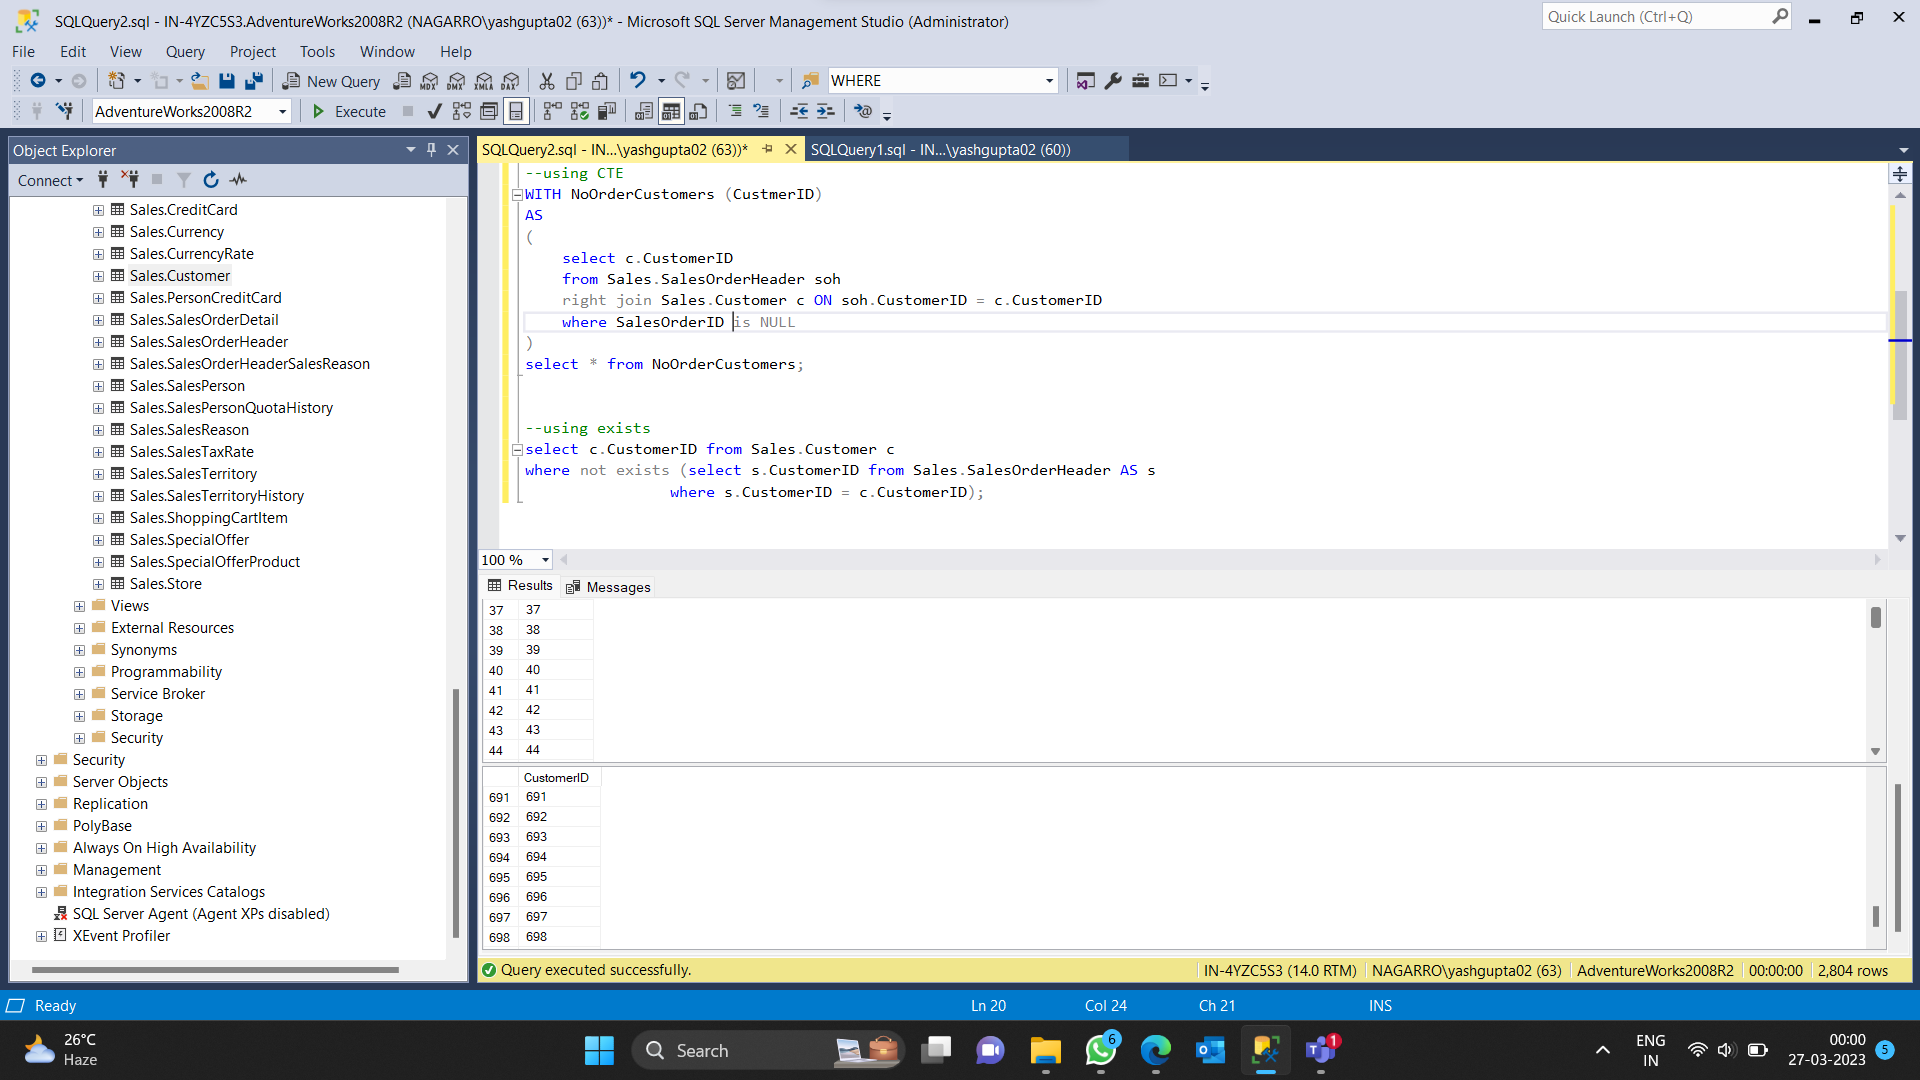 SQLQuery2.sql - IN-4YZC5S3.AdventureWorks2008R2 (NAGARRO\yashgupta02 (63))* - Microsoft SQL Server Management Studio (Administrator)
Quick Launch (Ctrl+Q)
File Edit View Query Project Tools Window Help
New Query MDX DMX XMLA DAX WHERE
AdventureWorks2008R2 Execute
Object Explorer
Connect
Sales.CreditCard
Sales.Currency
Sales.CurrencyRate
Sales.Customer
Sales.PersonCreditCard
Sales.SalesOrderDetail
Sales.SalesOrderHeader
Sales.SalesOrderHeaderSalesReason
Sales.SalesPerson
Sales.SalesPersonQuotaHistory
Sales.SalesReason
Sales.SalesTaxRate
Sales.SalesTerritory
Sales.SalesTerritoryHistory
Sales.ShoppingCartItem
Sales.SpecialOffer
Sales.SpecialOfferProduct
Sales.Store
Views
External Resources
Synonyms
Programmability
Service Broker
Storage
Security
Security
Server Objects
Replication
PolyBase
Always On High Availability
Management
Integration Services Catalogs
SQL Server Agent (Agent XPs disabled)
XEvent Profiler
SQLQuery2.sql - IN...\yashgupta02 (63))* SQLQuery1.sql - IN...\yashgupta02 (60))
--using CTE
WITH NoOrderCustomers (CustmerID)
AS
(
select c.CustomerID
from Sales.SalesOrderHeader soh
right join Sales.Customer c ON soh.CustomerID = c.CustomerID
where SalesOrderID is NULL
)
select * from NoOrderCustomers;
--using exists
select c.CustomerID from Sales.Customer c
where not exists (select s.CustomerID from Sales.SalesOrderHeader AS s
where s.CustomerID = c.CustomerID);
100 %
Results Messages
37 37
38 38
39 39
40 40
41 41
42 42
43 43
44 44
CustomerID
691 691
692 692
693 693
694 694
695 695
696 696
697 697
698 698
Query executed successfully. IN-4YZC5S3 (14.0 RTM) NAGARRO\yashgupta02 (63) AdventureWorks2008R2 00:00:00 2,804 rows
Ready Ln 20 Col 24 Ch 21 INS
26°C
Haze
Search
6
1
ENG
IN
00:00
27-03-2023
5